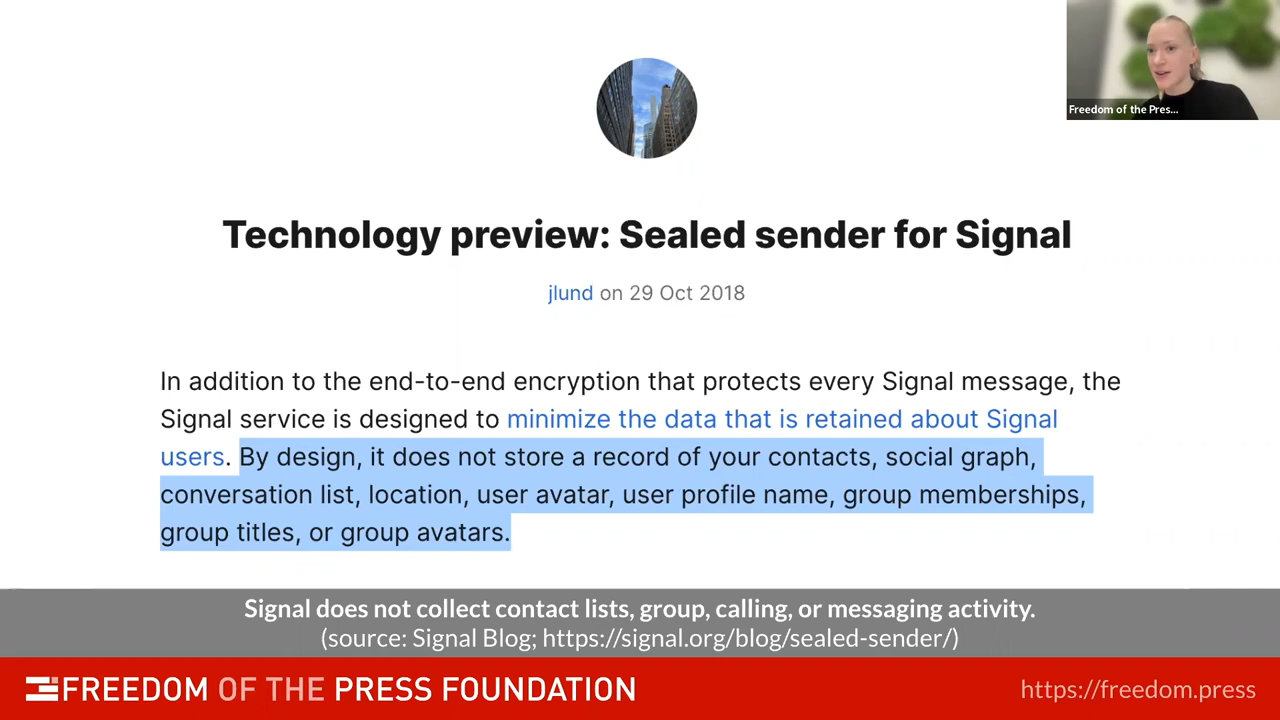 Freedom of the Pres...
Technology preview: Sealed sender for Signal
jlund on 29 Oct 2018
In addition to the end-to-end encryption that protects every Signal message, the
Signal service is designed to minimize the data that is retained about Signal
users. By design, it does not store a record of your contacts, social graph,
conversation list, location, user avatar, user profile name, group memberships,
group titles, or group avatars.
Signal does not collect contact lists, group, calling, or messaging activity.
(source: Signal Blog; https://signal.org/blog/sealed-sender/)
FREEDOM OF THE PRESS FOUNDATION
https://freedom.press